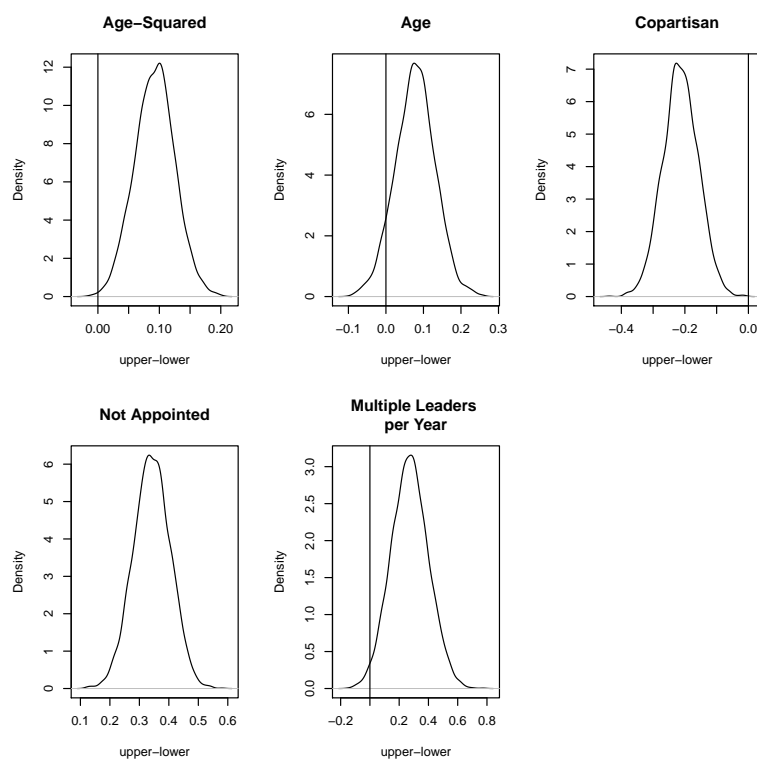 Age−Squared
Density
0 2 4 6 8 10 12
0.00 0.10 0.20
upper−lower
Age
Density
0 2 4 6
−0.1 0.0 0.1 0.2 0.3
upper−lower
Copartisan
Density
0 1 2 3 4 5 6 7
−0.4 −0.2 0.0
upper−lower
Not Appointed
Density
0 1 2 3 4 5 6
0.1 0.2 0.3 0.4 0.5 0.6
upper−lower
Multiple Leaders
per Year
Density
0.0 0.5 1.0 1.5 2.0 2.5 3.0
−0.2 0.2 0.4 0.6 0.8
upper−lower